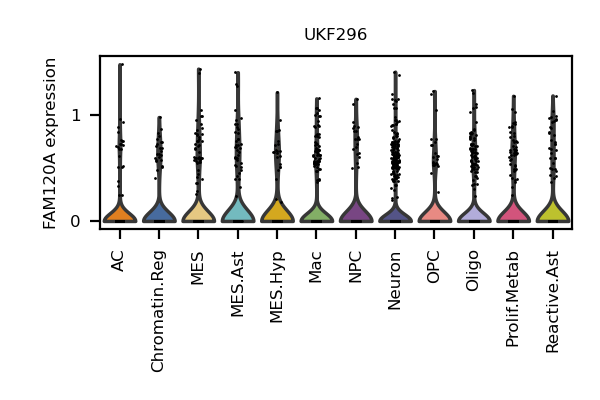 UKF296
FAM120A expression
1
0
AC
Chromatin.Reg
MES
MES.Ast
MES.Hyp
Mac
NPC
Neuron
OPC
Oligo
Prolif.Metab
Reactive.Ast